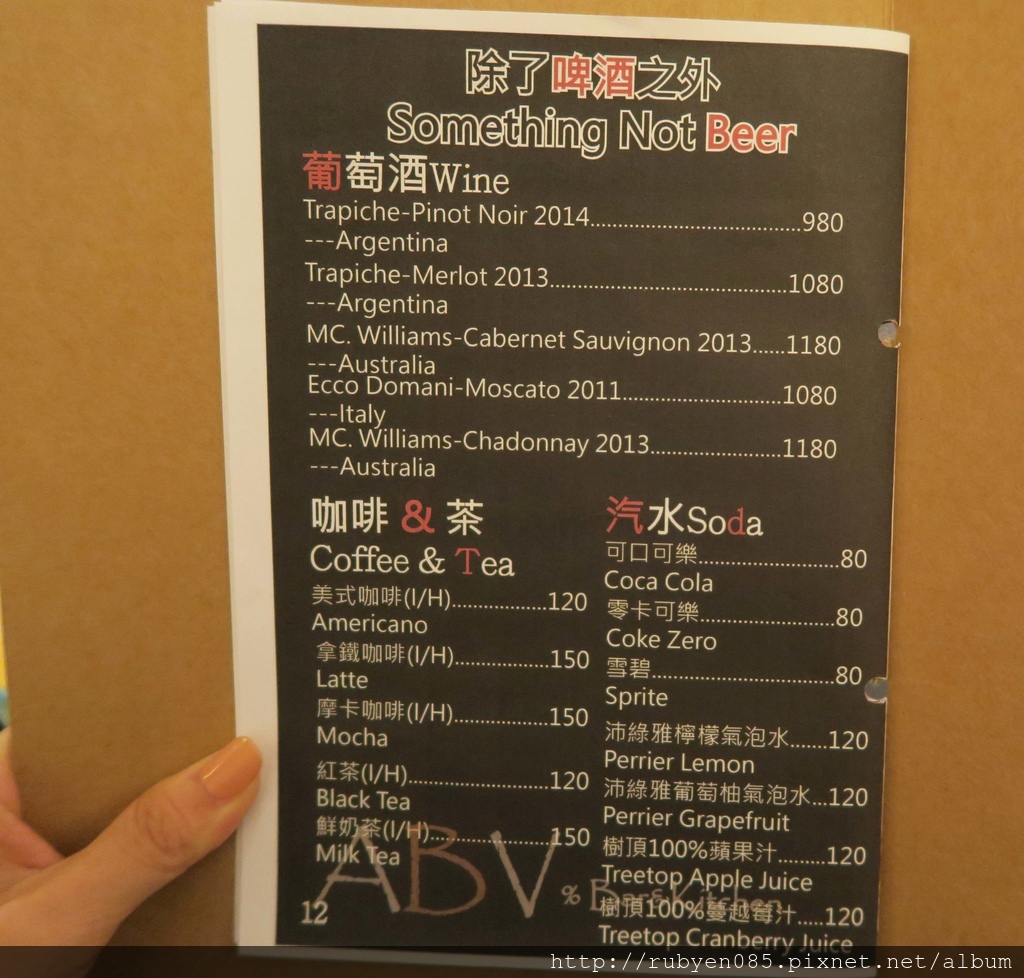 除了啤酒之外
Something Not Beer
葡萄酒Wine
Trapiche-Pinot Noir 2014..................................980
---Argentina
Trapiche-Merlot 2013.....................................1080
---Argentina
MC. Williams-Cabernet Sauvignon 2013......1180
---Australia
Ecco Domani-Moscato 2011.........................1080
---Italy
MC. Williams-Chadonnay 2013.....................1180
---Australia
咖啡 & 茶
Coffee & Tea
美式咖啡(I/H)...............120
Americano
拿鐵咖啡(I/H)...............150
Latte
摩卡咖啡(I/H)...............150
Mocha
紅茶(I/H)......................120
Black Tea
鮮奶茶(I/H)...................150
Milk Tea
汽水Soda
可口可樂......................80
Coca Cola
零卡可樂......................80
Coke Zero
雪碧.............................80
Sprite
沛綠雅檸檬氣泡水......120
Perrier Lemon
沛綠雅葡萄柚氣泡水...120
Perrier Grapefruit
樹頂100%蘋果汁.........120
Treetop Apple Juice
樹頂100%蔓越莓汁.....120
Treetop Cranberry Juice
ABV % Bar&Kitchen
12
http://rubyen085.pixnet.net/album